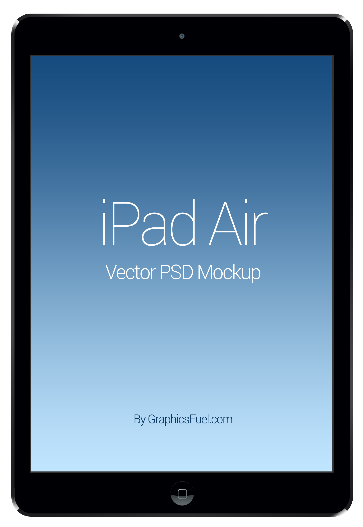 iPad Air
Vector PSD Mockup
By GraphicsFuel.com